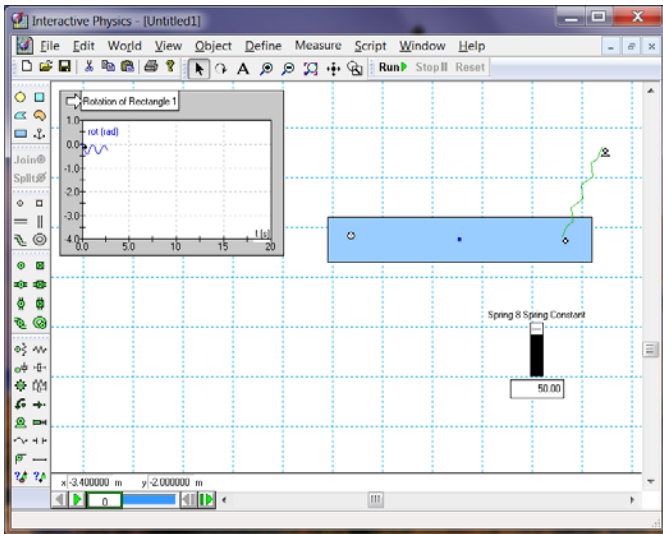 Interactive Physics - [Untitled1]
File Edit World View Object Define Measure Script Window Help
A Run Stop Reset
Join
Split
Rotation of Rectangle 1
1.0
rot (rad)
0.0
-1.0
-2.0
-3.0
-4.0
t [s]
0.0 5.0 10 15 20
Spring 8 Spring Constant
50.00
x -3.400000 m y -2.000000 m
0